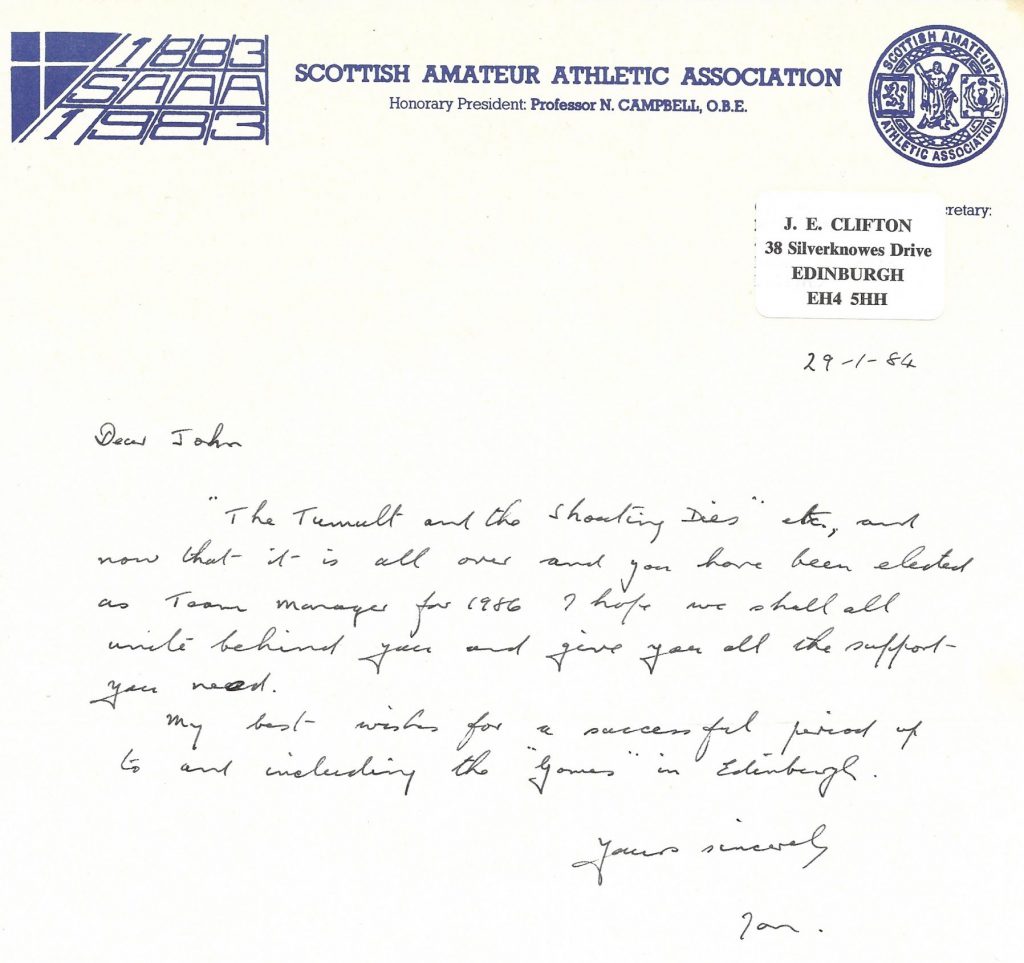 1883
SAAA
1983
SCOTTISH AMATEUR ATHLETIC ASSOCIATION
Honorary President: Professor N. CAMPBELL, O.B.E.
SCOTTISH AMATEUR
ATHLETIC ASSOCIATION
cretary:
J. E. CLIFTON
38 Silverknowes Drive
EDINBURGH
EH4 5HH
29-1-84
Dear John
"The Tumult and the Shouting Dies" etc., and
now that it is all over and you have been elected
as Team Manager for 1986 I hope we shall all
unite behind you and give you all the support
you need.
My best wishes for a successful period up
to and including the "Games" in Edinburgh.
Yours sincerely
Ian.